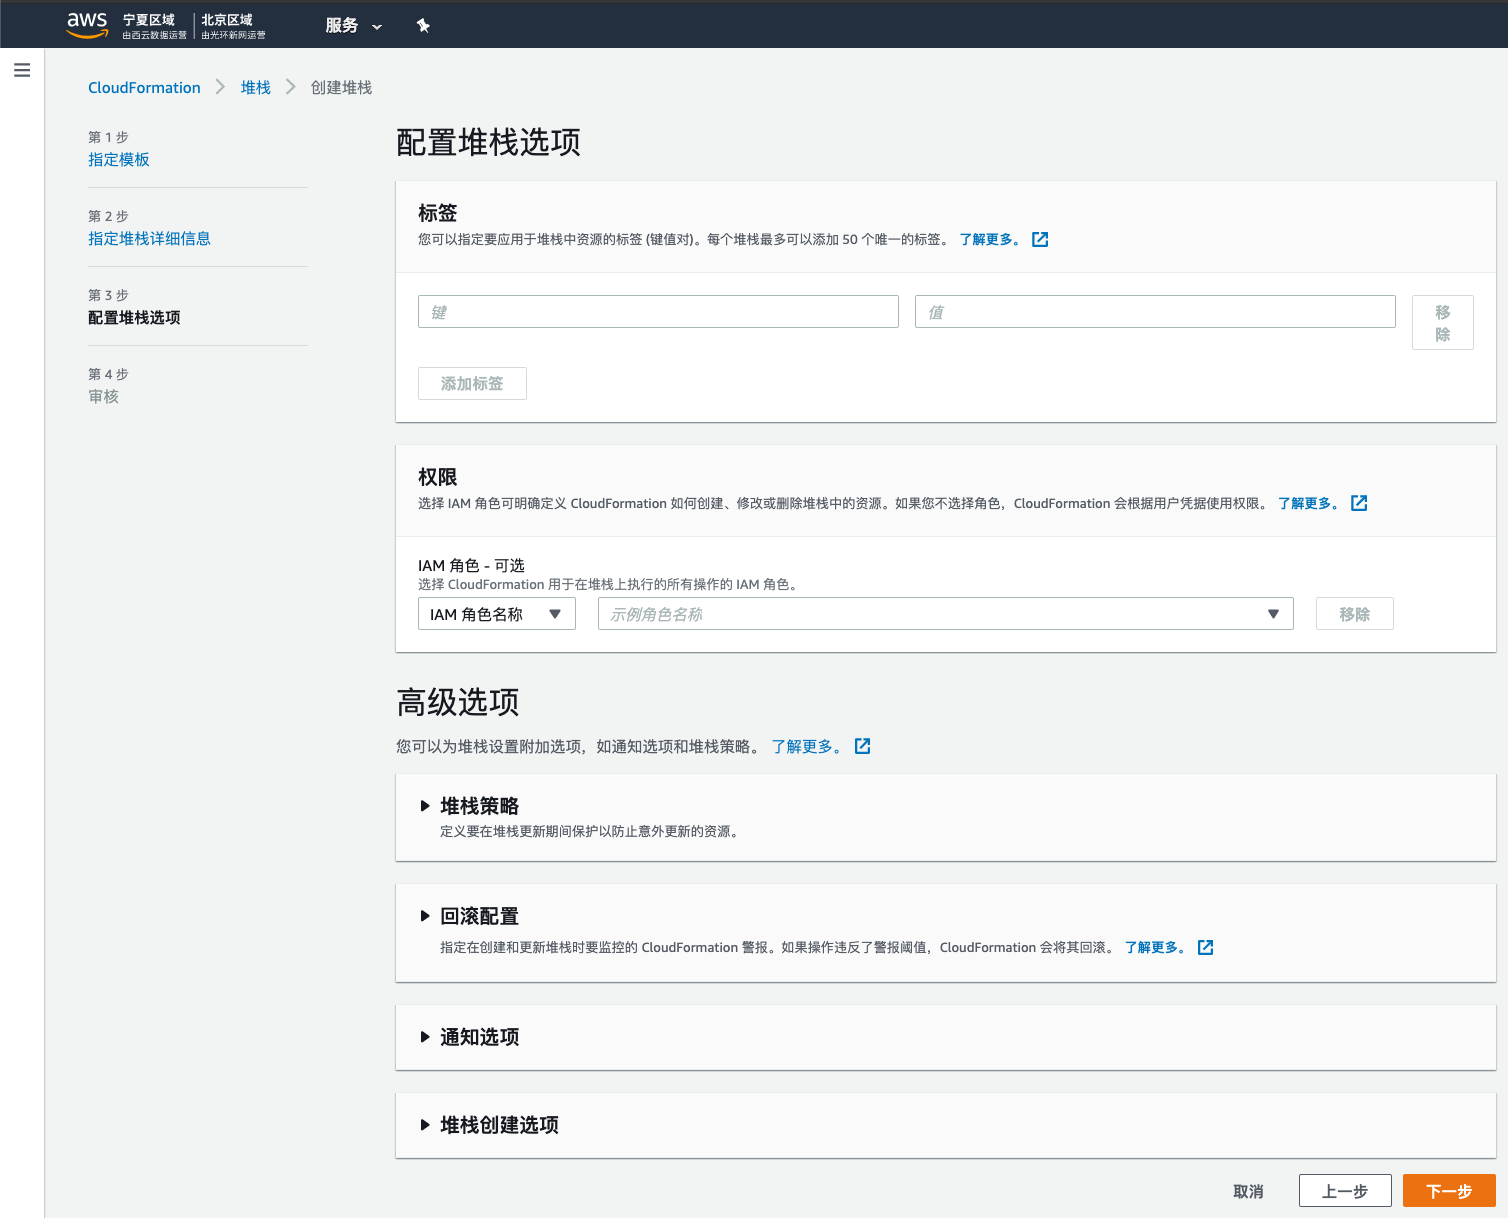 aws 宁夏区域 北京区域 服务
由西云数据运营 由光环新网运营
CloudFormation 堆栈 创建堆栈
第 1 步
指定模板
第 2 步
指定堆栈详细信息
第 3 步
配置堆栈选项
第 4 步
审核
配置堆栈选项
标签
您可以指定要应用于堆栈中资源的标签 (键值对)。每个堆栈最多可以添加 50 个唯一的标签。 了解更多。
键 值 移
除
添加标签
权限
选择 IAM 角色可明确定义 CloudFormation 如何创建、修改或删除堆栈中的资源。如果您不选择角色，CloudFormation 会根据用户凭据使用权限。 了解更多。
IAM 角色 - 可选
选择 CloudFormation 用于在堆栈上执行的所有操作的 IAM 角色。
IAM 角色名称 示例角色名称 移除
高级选项
您可以为堆栈设置附加选项，如通知选项和堆栈策略。 了解更多。
堆栈策略
定义要在堆栈更新期间保护以防止意外更新的资源。
回滚配置
指定在创建和更新堆栈时要监控的 CloudFormation 警报。如果操作违反了警报阈值，CloudFormation 会将其回滚。 了解更多。
通知选项
堆栈创建选项
取消 上一步 下一步